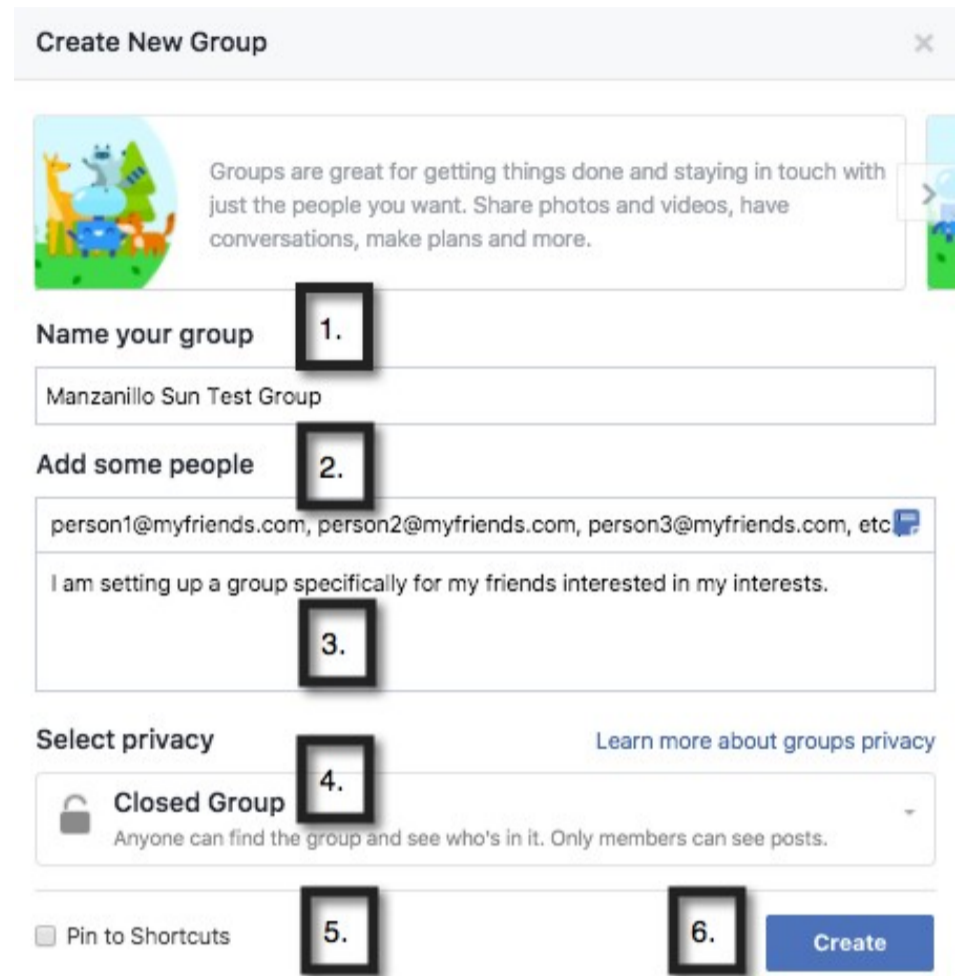 Create New Group
Groups are great for getting things done and staying in touch with
just the people you want. Share photos and videos, have
conversations, make plans and more.
Name your group 1.
Manzanillo Sun Test Group
Add some people 2.
person1@myfriends.com, person2@myfriends.com, person3@myfriends.com, etc
I am setting up a group specifically for my friends interested in my interests.
3.
Select privacy 4. Learn more about groups privacy
Closed Group
Anyone can find the group and see who's in it. Only members can see posts.
Pin to Shortcuts 5. 6. Create